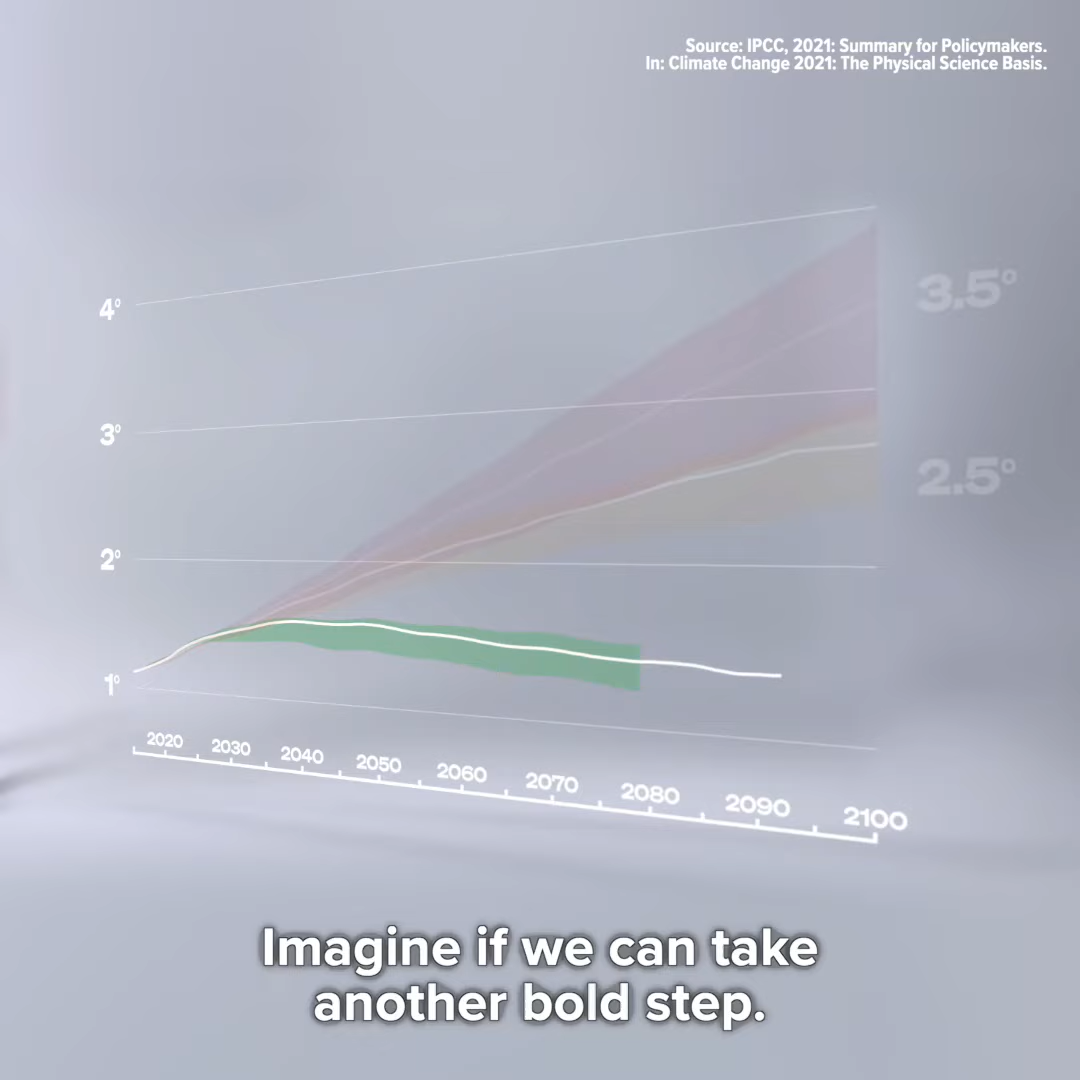 Source: IPCC, 2021: Summary for Policymakers.
In: Climate Change 2021: The Physical Science Basis.
3.5°
4°
3°
2.5°
2°
1°
2020 2030 2040 2050 2060 2070 2080 2090 2100
Imagine if we can take
another bold step.